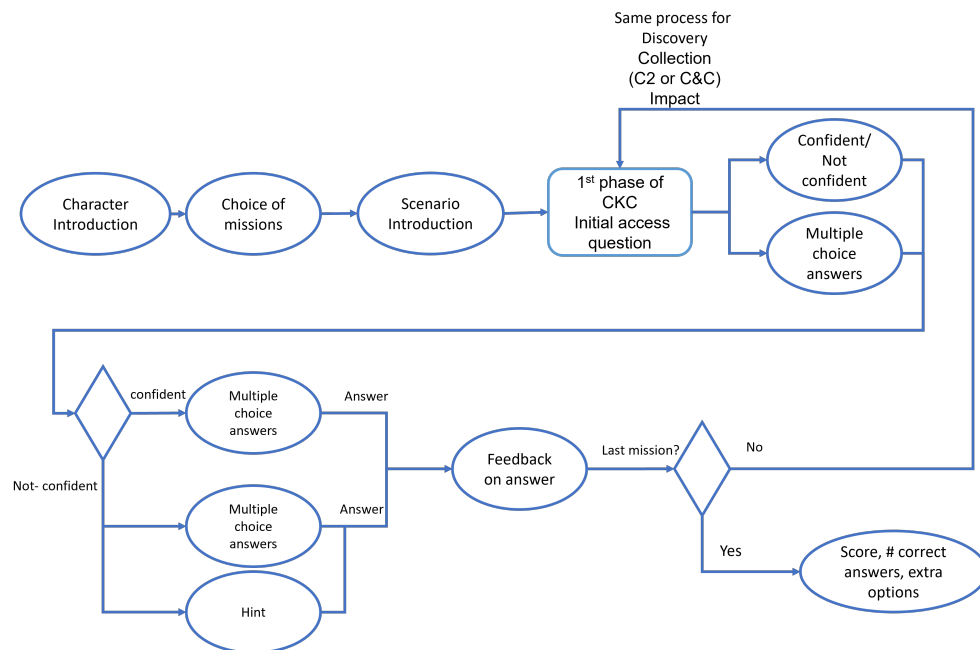 Same process for
Discovery
Collection
(C2 or C&C)
Impact
Character
Introduction
Choice of
missions
Scenario
Introduction
1st phase of
CKC
Initial access
question
Confident/
Not
confident
Multiple
choice
answers
confident
Multiple
choice
answers
Answer
Not- confident
Multiple
choice
answers
Answer
Hint
Feedback
on answer
Last mission?
No
Yes
Score, # correct
answers, extra
options